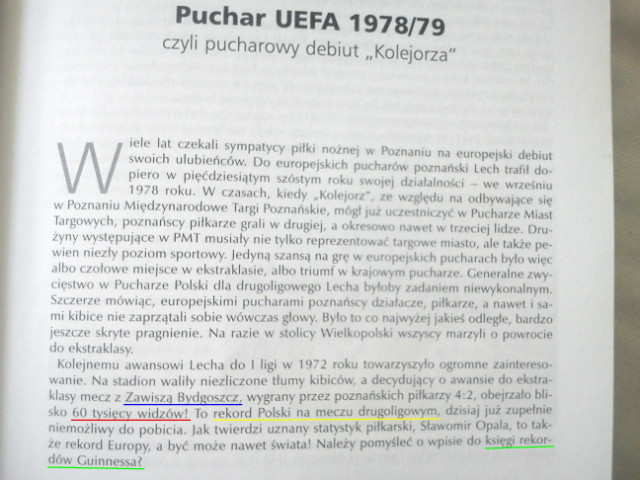 Puchar UEFA 1978/79
czyli pucharowy debiut „Kolejorza"
Wiele lat czekali sympatycy piłki nożnej w Poznaniu na europejski debiut
swoich ulubieńców. Do europejskich pucharów poznański Lech trafił do-
piero w pięćdziesiątym szóstym roku swojej działalności – we wrześniu
1978 roku. W czasach, kiedy „Kolejorz", ze względu na odbywające się
w Poznaniu Międzynarodowe Targi Poznańskie, mógł już uczestniczyć w Pucharze Miast
Targowych, poznańscy piłkarze grali w drugiej, a okresowo nawet w trzeciej lidze. Dru-
żyny występujące w PMT musiały nie tylko reprezentować targowe miasto, ale także pe-
wien niezły poziom sportowy. Jedyną szansą na grę w europejskich pucharach było więc
albo czołowe miejsce w ekstraklasie, albo triumf w krajowym pucharze. Generalne zwy-
cięstwo w Pucharze Polski dla drugoligowego Lecha byłoby zadaniem niewykonalnym.
Szczerze mówiąc, europejskimi pucharami poznańscy działacze, piłkarze, a nawet i sa-
mi kibice nie zaprzątali sobie wówczas głowy. Było to co najwyżej jakieś odległe, bardzo
jeszcze skryte pragnienie. Na razie w stolicy Wielkopolski wszyscy marzyli o powrocie
do ekstraklasy.
Kolejnemu awansowi Lecha do I ligi w 1972 roku towarzyszyło ogromne zaintereso-
wanie. Na stadion waliły niezliczone tłumy kibiców, a decydujący o awansie do ekstra-
klasy mecz z Zawiszą Bydgoszcz, wygrany przez poznańskich piłkarzy 4:2, obejrzało bli-
sko 60 tysięcy widzów! To rekord Polski na meczu drugoligowym, dzisiaj już zupełnie
niemożliwy do pobicia. Jak twierdzi uznany statystyk piłkarski, Sławomir Opala, to tak-
że rekord Europy, a być może nawet świata! Należy pomyśleć o wpisie do księgi rekor-
dów Guinnessa?